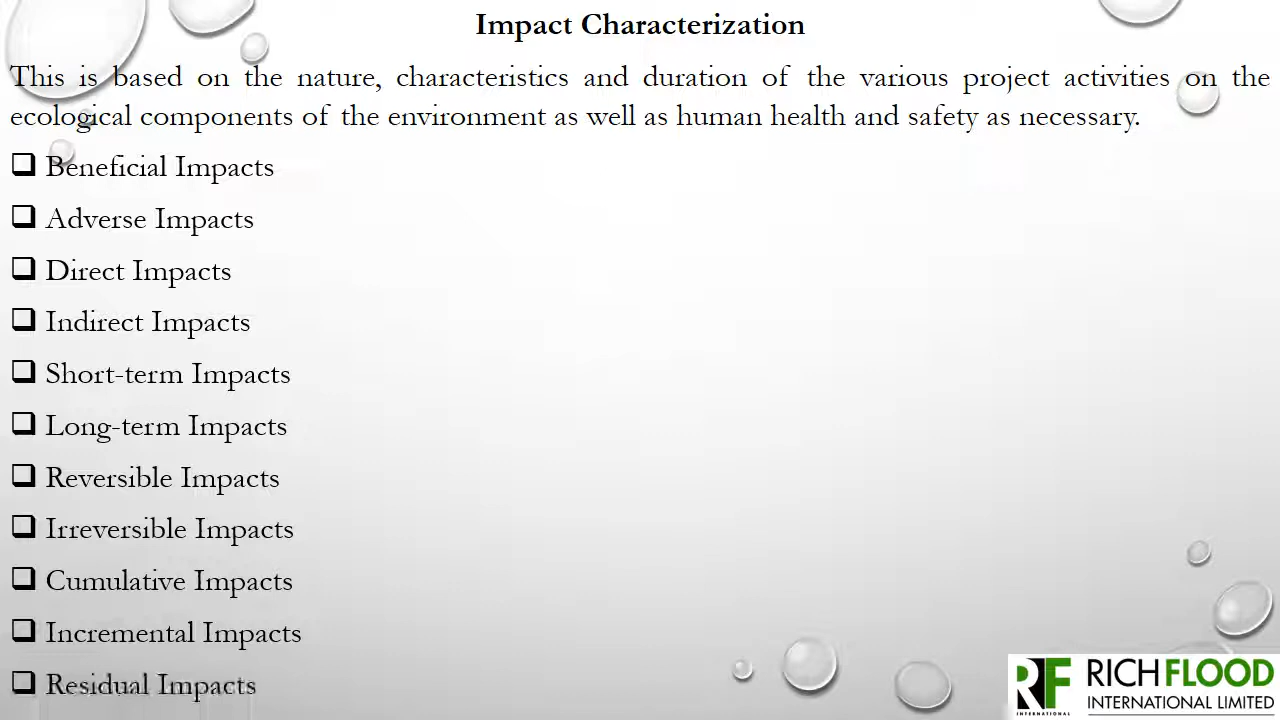 Impact Characterization
This is based on the nature, characteristics and duration of the various project activities on the
ecological components of the environment as well as human health and safety as necessary.
Beneficial Impacts
Adverse Impacts
Direct Impacts
Indirect Impacts
Short-term Impacts
Long-term Impacts
Reversible Impacts
Irreversible Impacts
Cumulative Impacts
Incremental Impacts
Residual Impacts
RF
INTERNATIONAL
RICHFLOOD
INTERNATIONAL LIMITED